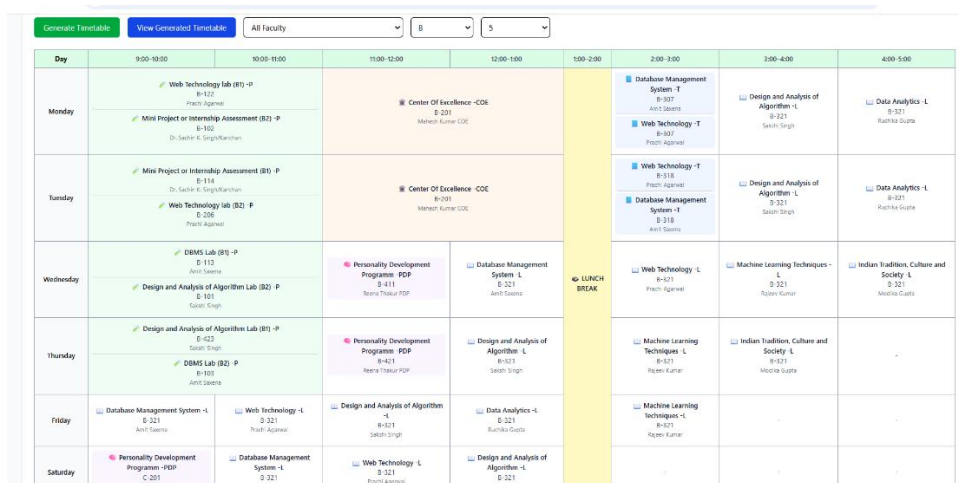 Generate Timetable View Generated Timetable All Faculty B 5
Day 9:00-10:00 10:00-11:00 11:00-12:00 12:00-1:00 1:00-2:00 2:00-3:00 3:00-4:00 4:00-5:00
Monday
Web Technology lab (B1) -P
B-122
Prachi Agarwal
Mini Project or Internship Assessment (B2) -P
B-102
Dr. Sachin K. Singh/Kanchan
Center Of Excellence -COE
B-201
Mahesh Kumar COE
Database Management
System -T
B-307
Amit Saxena
Web Technology -T
B-307
Prachi Agarwal
Design and Analysis of
Algorithm -L
B-321
Sakshi Singh
Data Analytics -L
B-321
Ruchika Gupta
Tuesday
Mini Project or Internship Assessment (B1) -P
B-114
Dr. Sachin K. Singh/Kanchan
Web Technology lab (B2) -P
B-206
Prachi Agarwal
Center Of Excellence -COE
B-201
Mahesh Kumar COE
Web Technology -T
B-318
Prachi Agarwal
Database Management
System -T
B-318
Amit Saxena
Design and Analysis of
Algorithm -L
B-321
Sakshi Singh
Data Analytics -L
B-321
Ruchika Gupta
Wednesday
DBMS Lab (B1) -P
B-113
Amit Saxena
Design and Analysis of Algorithm Lab (B2) -P
B-101
Sakshi Singh
Personality Development
Programm -PDP
B-411
Reena Thakur PDP
Database Management
System -L
B-321
Amit Saxena
LUNCH
BREAK
Web Technology -L
B-321
Prachi Agarwal
Machine Learning Techniques -
L
B-321
Rajeev Kumar
Indian Tradition, Culture and
Society -L
B-321
Modika Gupta
Thursday
Design and Analysis of Algorithm Lab (B1) -P
B-423
Sakshi Singh
DBMS Lab (B2) -P
B-103
Amit Saxena
Personality Development
Programm -PDP
B-421
Reena Thakur PDP
Design and Analysis of
Algorithm -L
B-321
Sakshi Singh
Machine Learning
Techniques -L
B-321
Rajeev Kumar
Indian Tradition, Culture and
Society -L
B-321
Modika Gupta
-
Friday
Database Management System -L
B-321
Amit Saxena
Web Technology -L
B-321
Prachi Agarwal
Design and Analysis of Algorithm
-L
B-321
Sakshi Singh
Data Analytics -L
B-321
Ruchika Gupta
Machine Learning
Techniques -L
B-321
Rajeev Kumar
-
-
Saturday
Personality Development
Programm -PDP
C-201
Database Management
System -L
B-321
Web Technology -L
B-321
Prachi Agarwal
Design and Analysis of
Algorithm -L
B-321
-
-
-